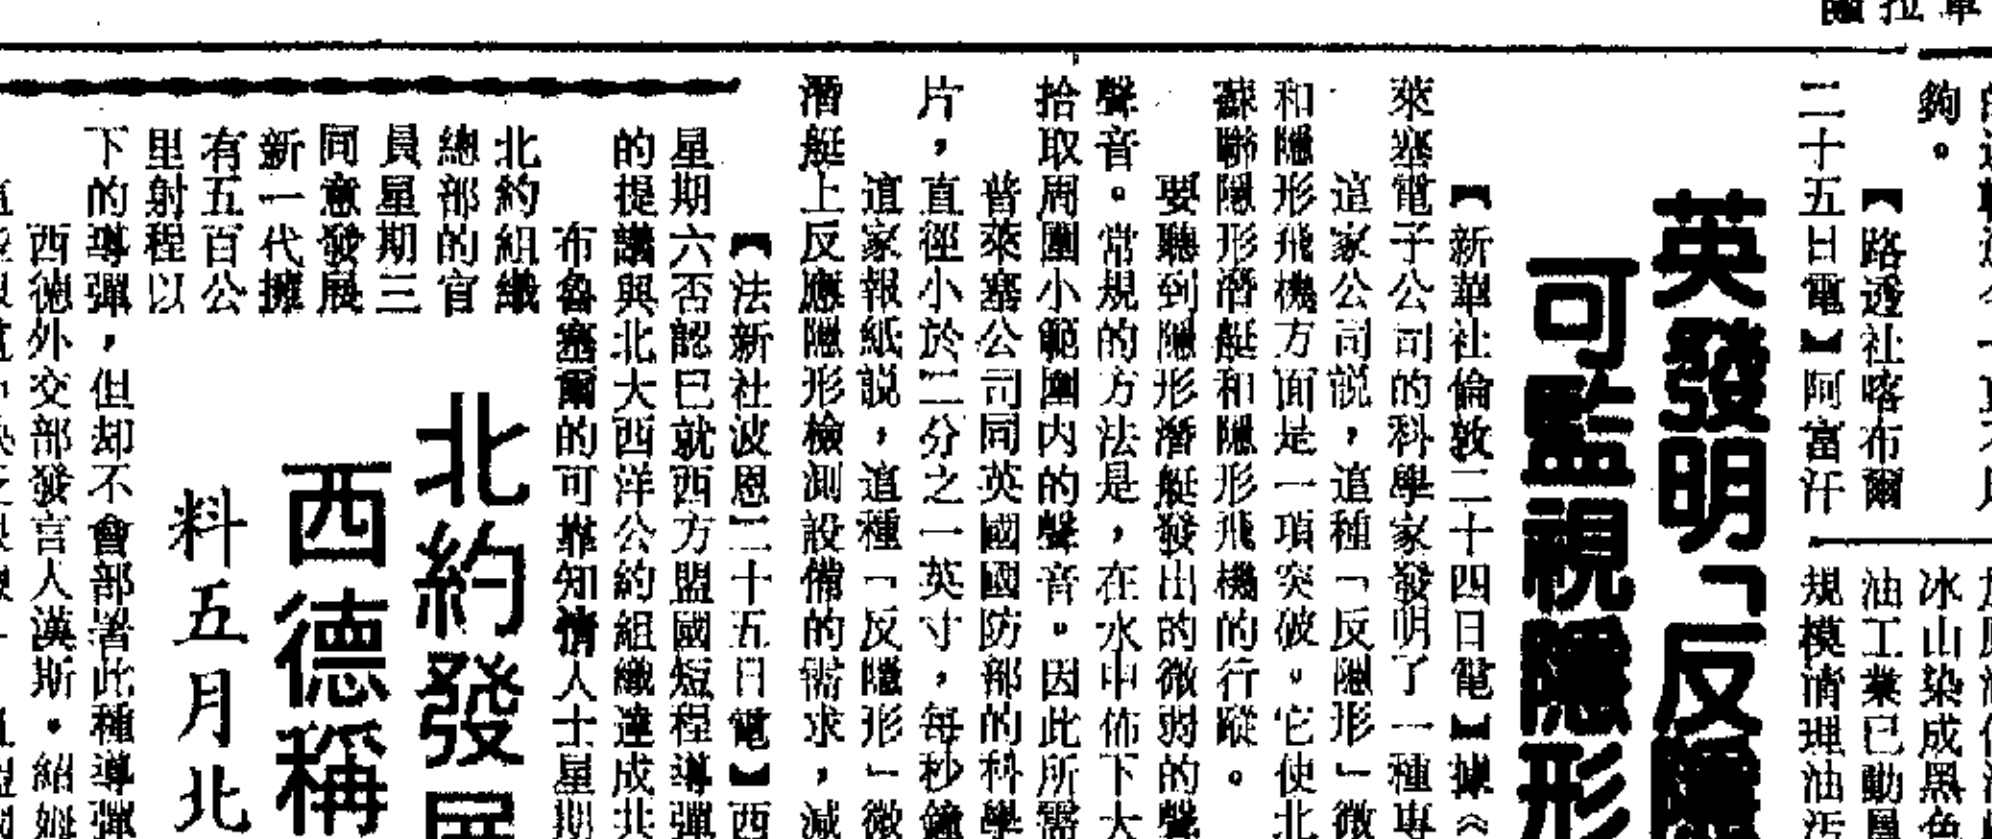 夠。
【路透社喀布爾
二十五日電】阿富汗
冰山染成黑色
油工業已動員
規模清理油污
英發明「反隱
可監視隱形
【新華社倫敦二十四日電】據《
萊塞電子公司的科學家發明了一種專
這家公司説，這種「反隱形」微
和隱形飛機方面是一項突破。它使北
蘇聯隱形潛艇和隱形飛機的行蹤。
要聽到隱形潛艇發出的微弱的聲
聲音。常規的方法是，在水中佈下大
拾取周圍小範圍内的聲音。因此所需
普萊塞公司同英國國防部的科學
片，直徑小於二分之一英寸，每秒鐘
這家報紙説，這種「反隱形」微
潛艇上反應隱形檢測設備的需求，減
【法新社波恩二十五日電】西
星期六否認已就西方盟國短程導彈
的提議與北大西洋公約組織達成共
布魯塞爾的可靠知情人士星期
北約組織
總部的官
員星期三
同意發展
新一代擁
有五百公
里射程以
北約發展
西德稱
料五月北
下的導彈，但却不會部署此種導彈
西德外交部發言人漢斯·紹姆